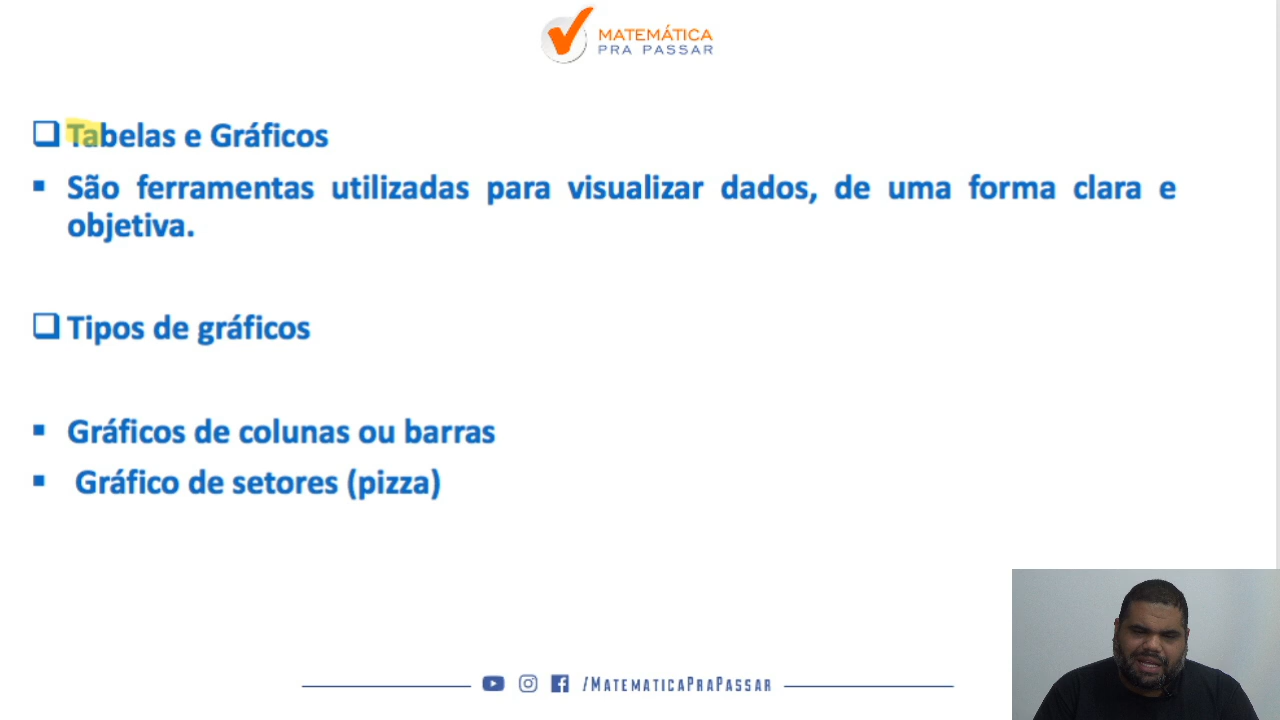 MATEMÁTICA
PRA PASSAR
Tabelas e Gráficos
São ferramentas utilizadas para visualizar dados, de uma forma clara e
objetiva.
Tipos de gráficos
Gráficos de colunas ou barras
Gráfico de setores (pizza)
/MATEMATICAPRAPASSAR